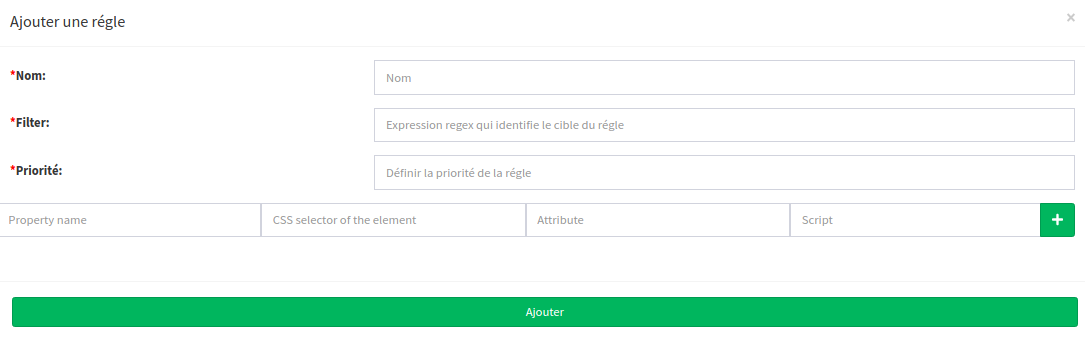 Ajouter une régle
×
*Nom:
Nom
*Filter:
Expression regex qui identifie le cible du régle
*Priorité:
Définir la priorité de la régle
Property name CSS selector of the element Attribute Script +
Ajouter